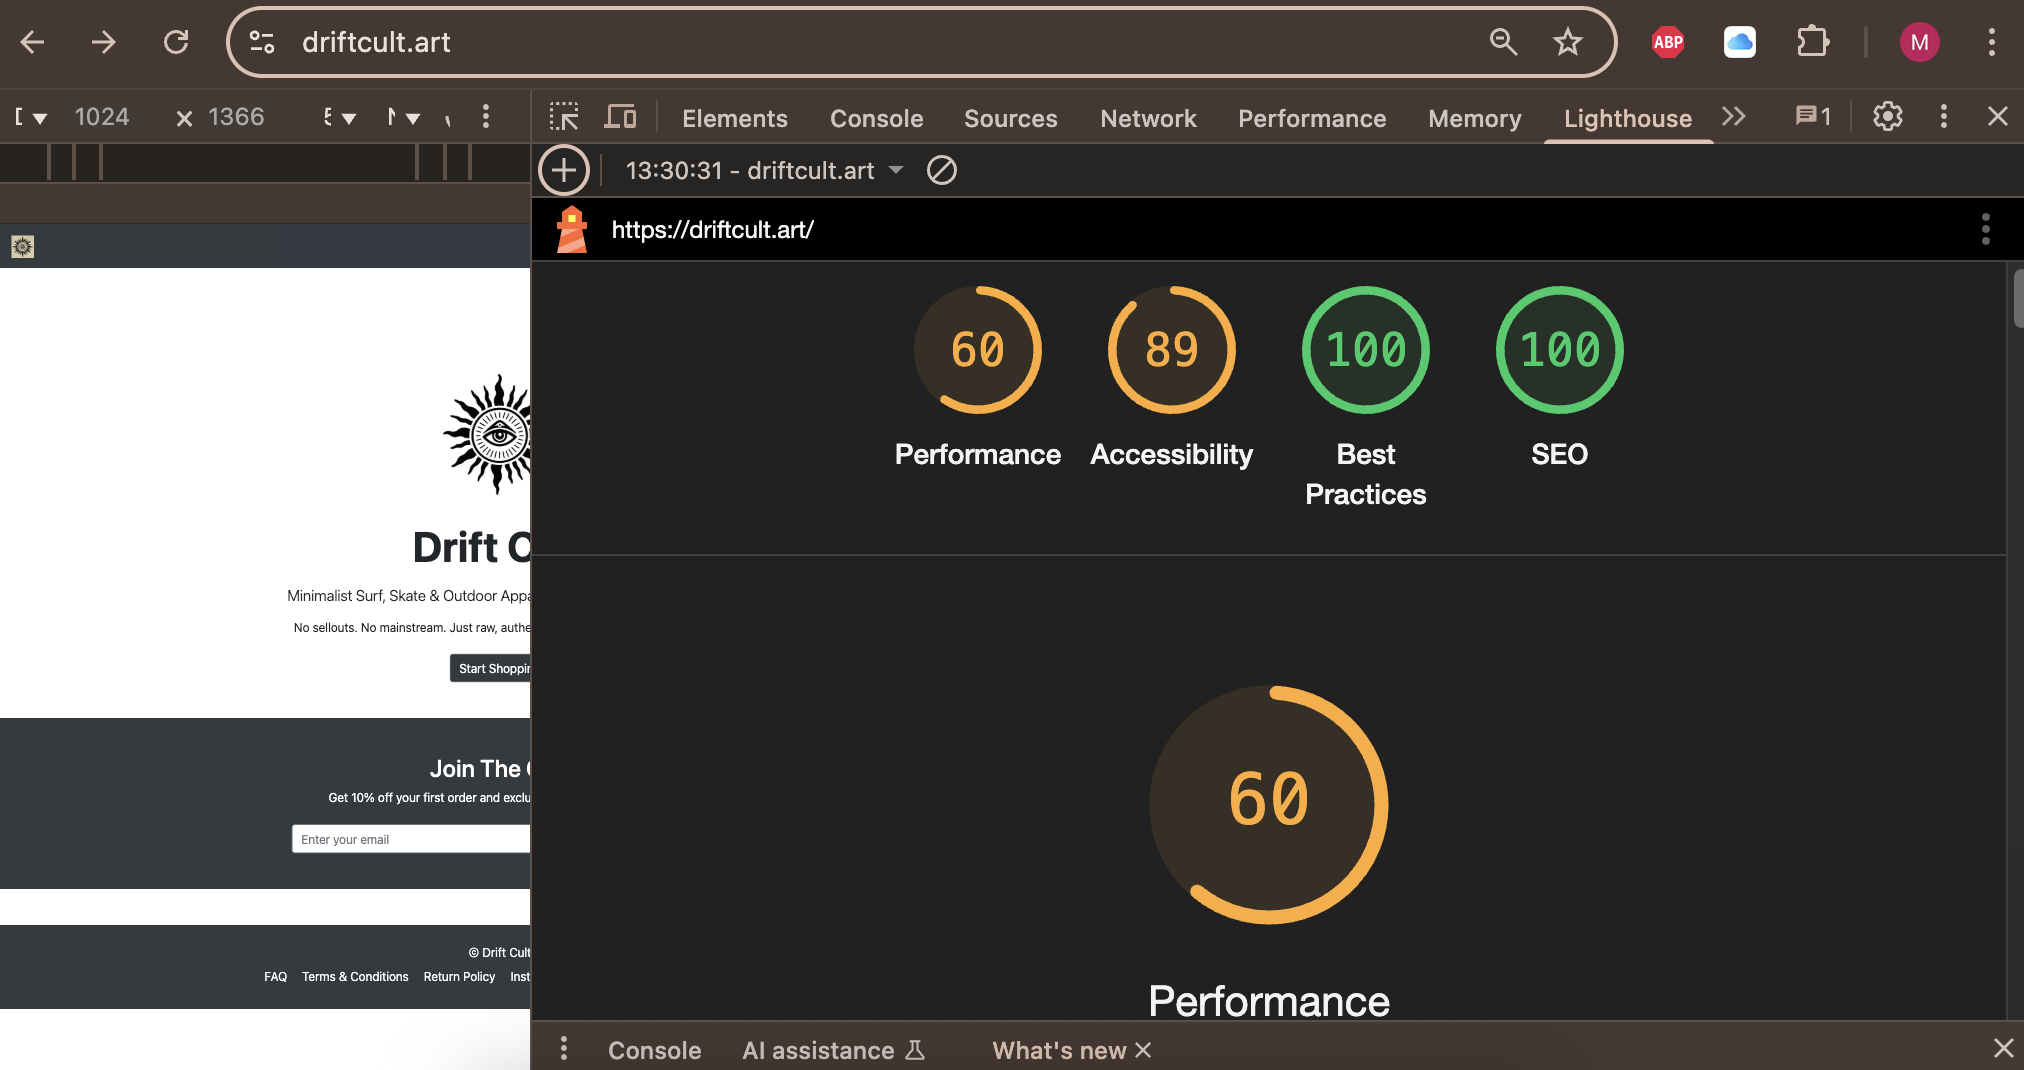 driftcult.art
ABP
M
1024
1366
Elements
Console
Sources
Network
Performance
Memory
Lighthouse
1
13:30:31 - driftcult.art
https://driftcult.art/
60
89
100
100
Performance
Accessibility
Best
Practices
SEO
60
Performance
Drift C
Minimalist Surf, Skate & Outdoor Appa
No sellouts. No mainstream. Just raw, authe
Start Shoppin
Join The
Get 10% off your first order and exclu
Enter your email
© Drift Cult
FAQ Terms & Conditions Return Policy Inst
Console
AI assistance
What's new